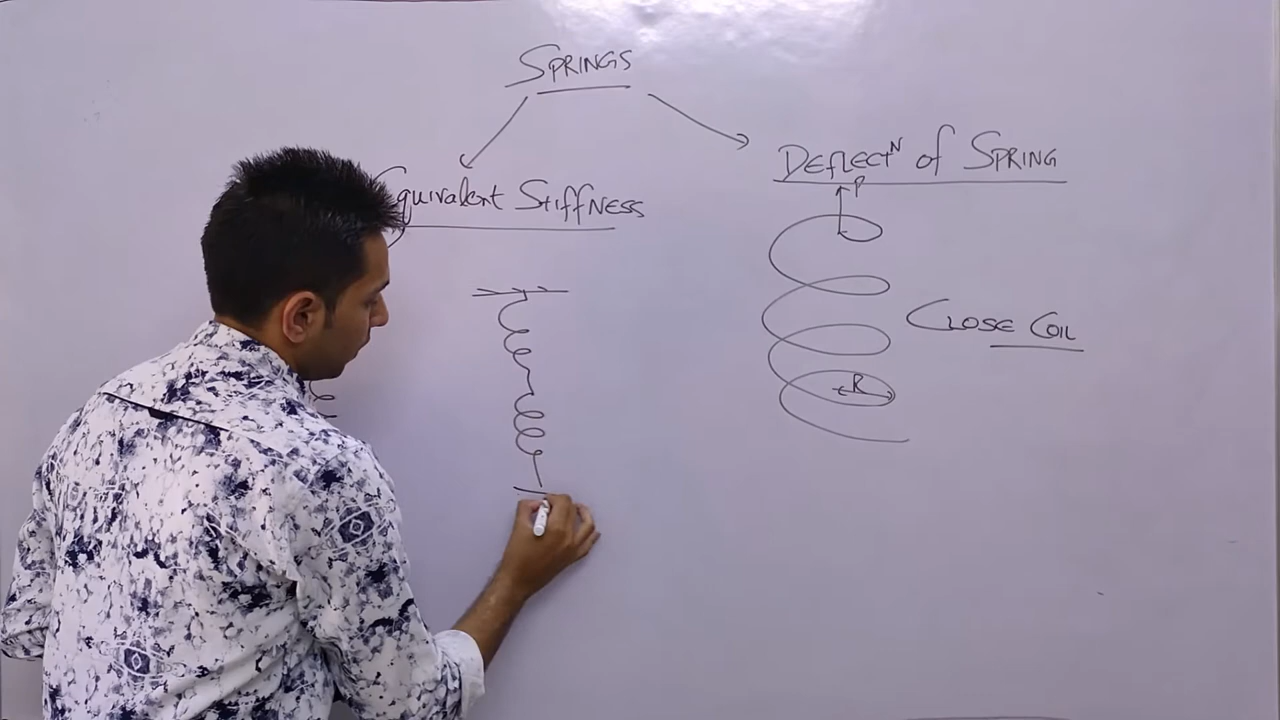 SPRINGS
Equivalent StiffNESS
DEflECTᴺ of SPRING
P
CLOSE COIL
R